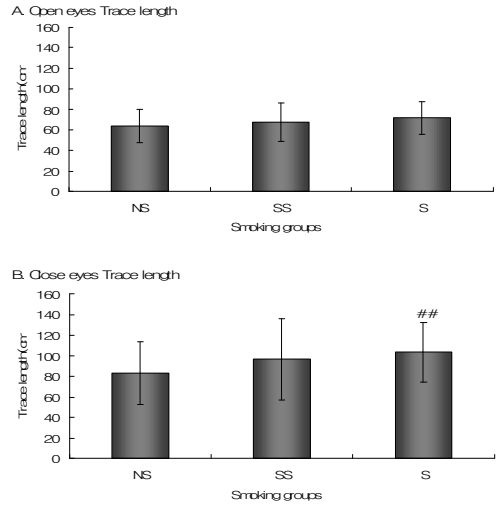 A. Open eyes Trace length
160
140
120
100
80
60
40
20
0
Trace length(cm
NS SS S
Smoking groups
B. Close eyes Trace length
160
140
120
100
80
60
40
20
0
Trace length(cm
##
NS SS S
Smoking groups